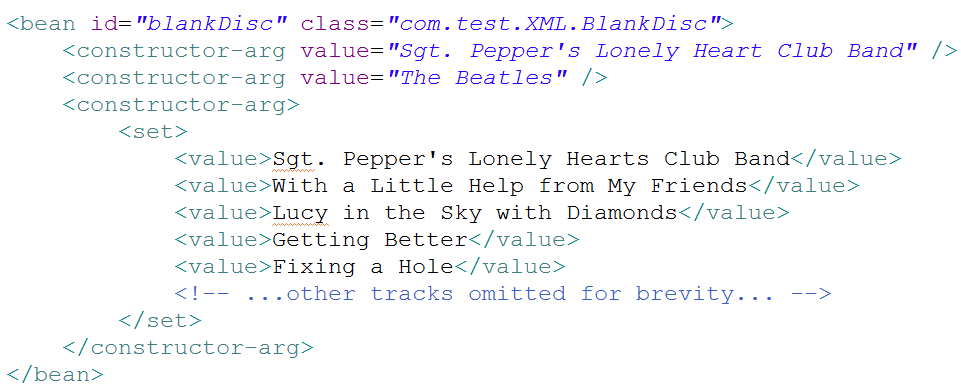 <bean id="blankDisc" class="com.test.XML.BlankDisc">
    <constructor-arg value="Sgt. Pepper's Lonely Heart Club Band" />
    <constructor-arg value="The Beatles" />
    <constructor-arg>
        <set>
            <value>Sgt. Pepper's Lonely Hearts Club Band</value>
            <value>With a Little Help from My Friends</value>
            <value>Lucy in the Sky with Diamonds</value>
            <value>Getting Better</value>
            <value>Fixing a Hole</value>
            <!-- ...other tracks omitted for brevity... -->
        </set>
    </constructor-arg>
</bean>